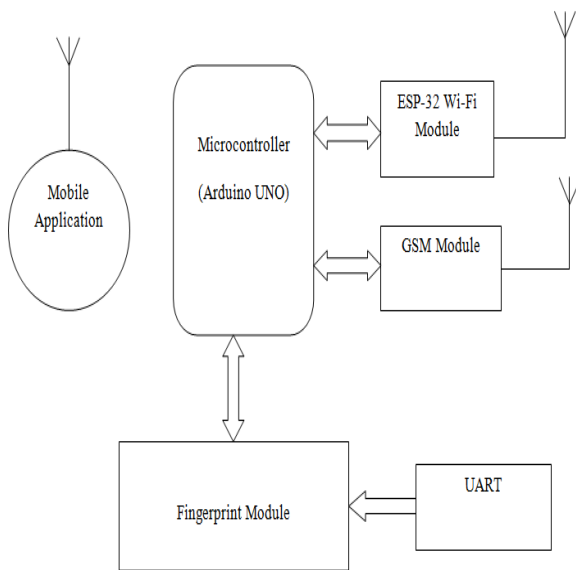 Mobile
Application
Microcontroller
(Arduino UNO)
ESP-32 Wi-Fi
Module
GSM Module
Fingerprint Module
UART